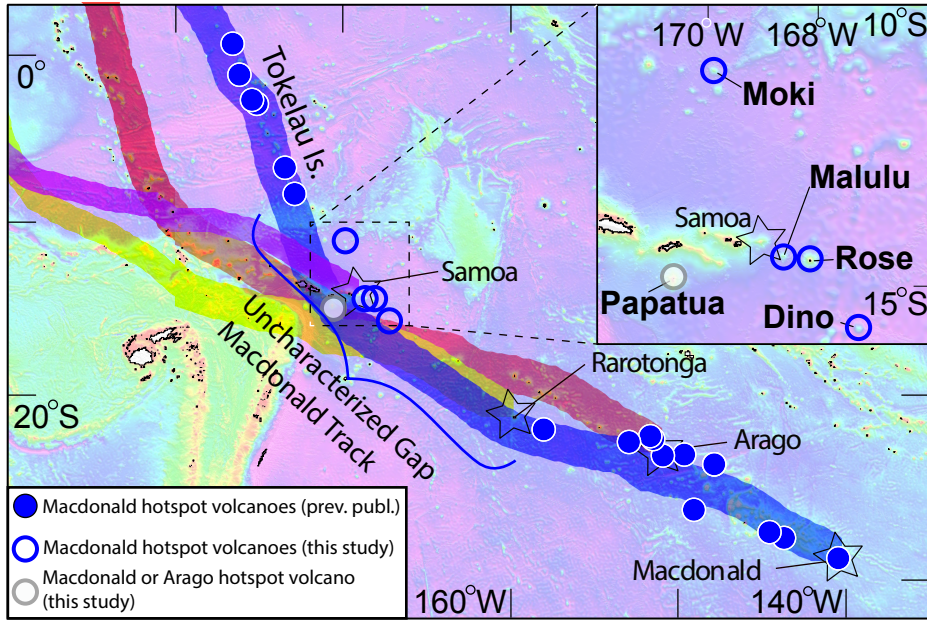 0°
Tokelau Is.
Samoa
Uncharacterized Gap
Macdonald Track
Rarotonga
Arago
20°S
Macdonald
160°W
140°W
170°W
168°W
10°S
Moki
Malulu
Samoa
Rose
Papatua
15°S
Dino
Macdonald hotspot volcanoes (prev. publ.)
Macdonald hotspot volcanoes (this study)
Macdonald or Arago hotspot volcano
(this study)